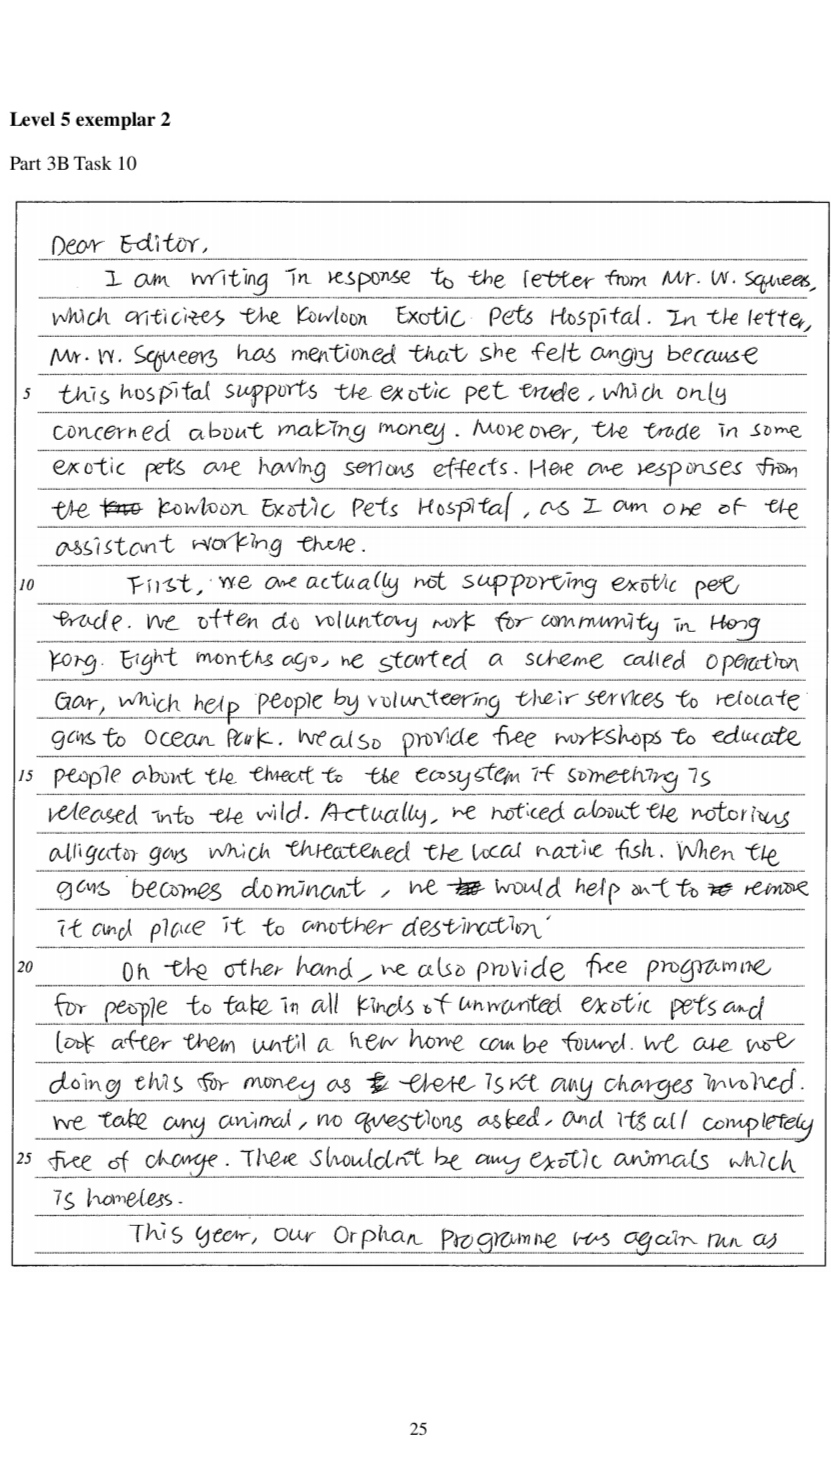 Level 5 exemplar 2
Part 3B Task 10
Dear Editor,
I am writing in response to the letter from Mr. W. Squeers,
which criticizes the Kowloon Exotic Pets Hospital. In the letter,
Mr. W. Squeers has mentioned that she felt angry because
5 this hospital supports the exotic pet trade, which only
concerned about making money. Moreover, the trade in some
exotic pets are having serious effects. Here are responses from
the Kowloon Exotic Pets Hospital, as I am one of the
assistant working there.
10 First, we are actually not supporting exotic pet
trade. We often do voluntary work for community in Hong
Kong. Eight months ago, we started a scheme called Operation
Gar, which help people by volunteering their services to relocate
gars to Ocean Park. We also provide free workshops to educate
15 people about the threat to the ecosystem if something is
released into the wild. Actually, we noticed about the notorious
alligator gars which threatened the local native fish. When the
gars becomes dominant, we would help out to remove
it and place it to another destination.
20 On the other hand, we also provide free programme
for people to take in all kinds of unwanted exotic pets and
look after them until a new home can be found. We are not
doing this for money as there isn't any charges involved.
We take any animal, no questions asked, and it's all completely
25 free of charge. There shouldn't be any exotic animals which
is homeless.
This year, our Orphan Programme was again run as
25